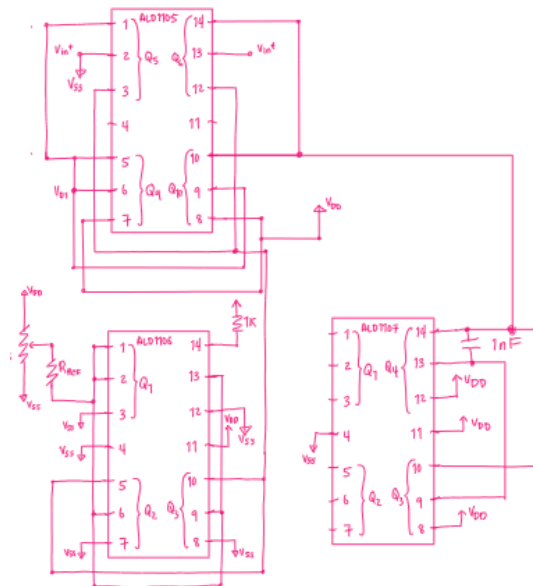 ALD1105
1 14
Vin+ 2 Q5 Q6 13
VSS 3 12
4 11
5 10
VD1 6 Q9 Q10 9
7 8
VDD
VDD
RREF
VSS
1K
ALD1106
1 14
2 Q1 13
VSS 3 12 VSS
VSS 4 11 VDD
5 10
6 Q2 Q3 9
VSS 7 8 VSS
ALD1107
1 14
1nF
2 Q1 Q4 13
3 12 VDD
VSS 4 11 VDD
5 10
6 Q2 Q3 9
7 8 VDD